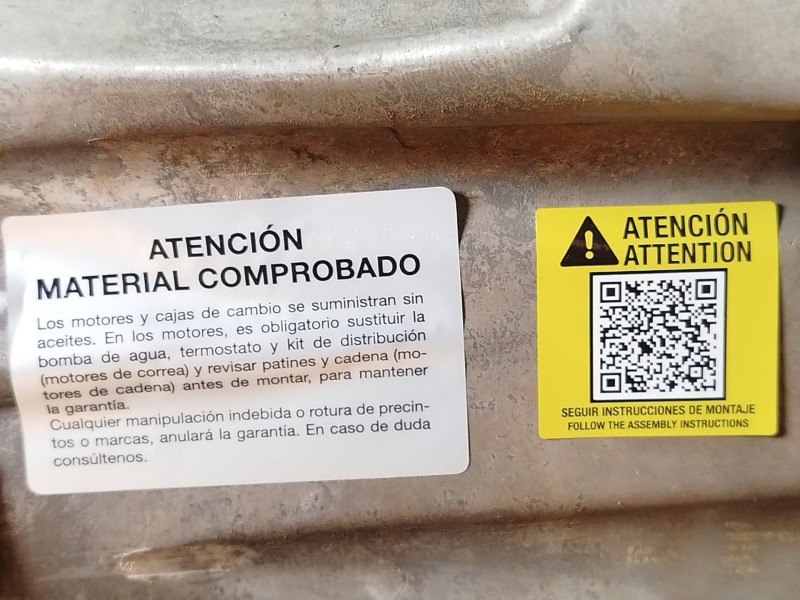 ATENCIÓN
MATERIAL COMPROBADO
Los motores y cajas de cambio se suministran sin
aceites. En los motores, es obligatorio sustituir la
bomba de agua, termostato y kit de distribución
(motores de correa) y revisar patines y cadena (mo-
tores de cadena) antes de montar, para mantener
la garantía.
Cualquier manipulación indebida o rotura de precin-
tos o marcas, anulará la garantía. En caso de duda
consúltenos.
ATENCIÓN
ATTENTION
SEGUIR INSTRUCCIONES DE MONTAJE
FOLLOW THE ASSEMBLY INSTRUCTIONS